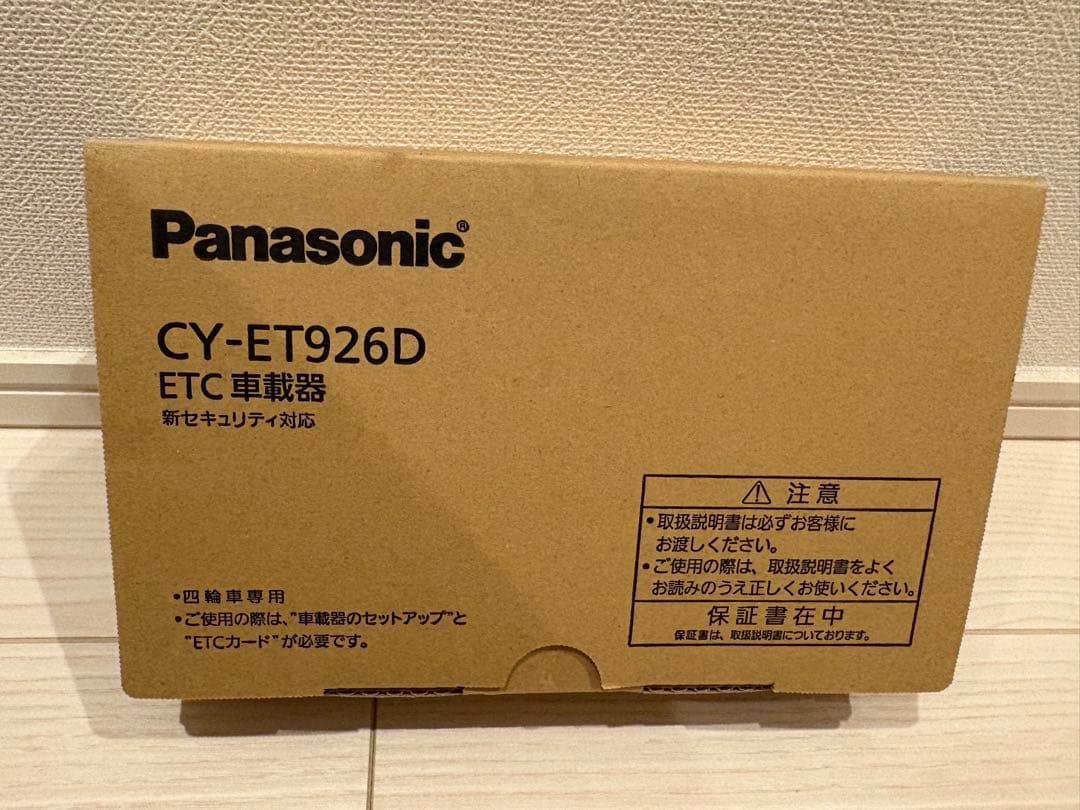 Panasonic®
CY-ET926D
ETC 車載器
新セキュリティ対応
•四輪車専用
•ご使用の際は、"車載器のセットアップ"と
"ETCカード"が必要です。
⚠ 注意
•取扱説明書は必ずお客様に
お渡しください。
•ご使用の際は、取扱説明書をよく
お読みのうえ正しくお使いください。
保証書在中
保証書は、取扱説明書についております。